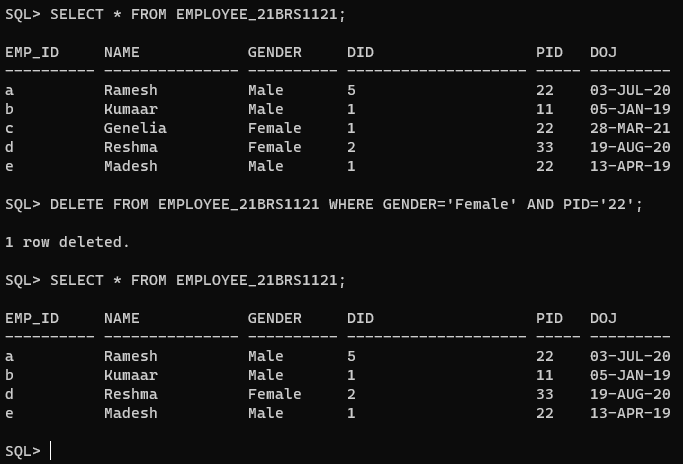 SQL> SELECT * FROM EMPLOYEE_21BRS1121;
EMP_ID     NAME            GENDER     DID                  PID   DOJ
---------- --------------- ---------- -------------------- ----- ---------
a          Ramesh          Male       5                    22    03-JUL-20
b          Kumaar          Male       1                    11    05-JAN-19
c          Genelia         Female     1                    22    28-MAR-21
d          Reshma          Female     2                    33    19-AUG-20
e          Madesh          Male       1                    22    13-APR-19
SQL> DELETE FROM EMPLOYEE_21BRS1121 WHERE GENDER='Female' AND PID='22';
1 row deleted.
SQL> SELECT * FROM EMPLOYEE_21BRS1121;
EMP_ID     NAME            GENDER     DID                  PID   DOJ
---------- --------------- ---------- -------------------- ----- ---------
a          Ramesh          Male       5                    22    03-JUL-20
b          Kumaar          Male       1                    11    05-JAN-19
d          Reshma          Female     2                    33    19-AUG-20
e          Madesh          Male       1                    22    13-APR-19
SQL>